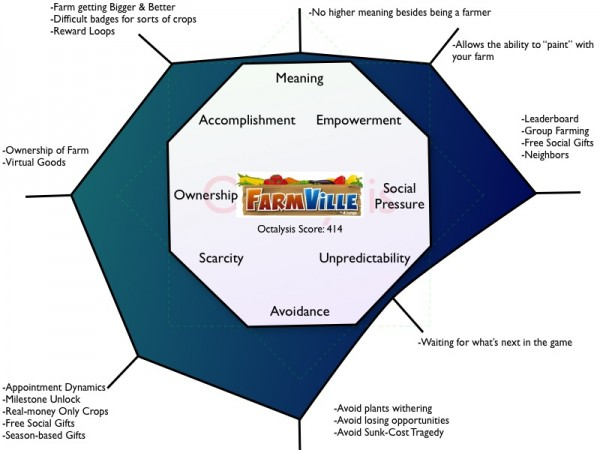 -Farm getting Bigger & Better
-Difficult badges for sorts of crops
-Reward Loops
-No higher meaning besides being a farmer
-Allows the ability to “paint” with
your farm
Meaning
Accomplishment
Empowerment
-Leaderboard
-Group Farming
-Free Social Gifts
-Neighbors
-Ownership of Farm
-Virtual Goods
Ownership
FARMVILLE
Social
Pressure
Octalysis Score: 414
Scarcity
Unpredictability
Avoidance
-Waiting for what’s next in the game
-Appointment Dynamics
-Milestone Unlock
-Real-money Only Crops
-Free Social Gifts
-Season-based Gifts
-Avoid plants withering
-Avoid losing opportunities
-Avoid Sunk-Cost Tragedy